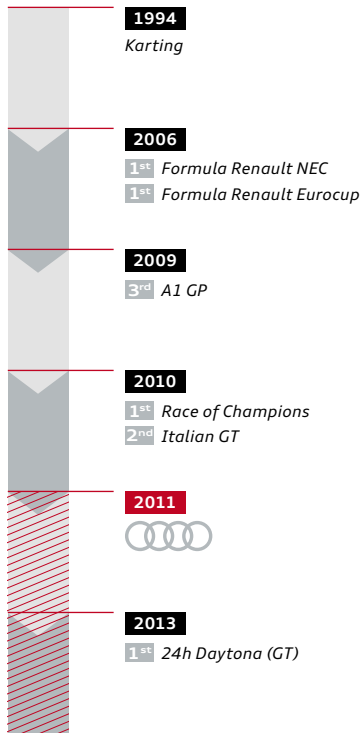 1994
Karting
2006
1st Formula Renault NEC
1st Formula Renault Eurocup
2009
3rd A1 GP
2010
1st Race of Champions
2nd Italian GT
2011
2013
1st 24h Daytona (GT)